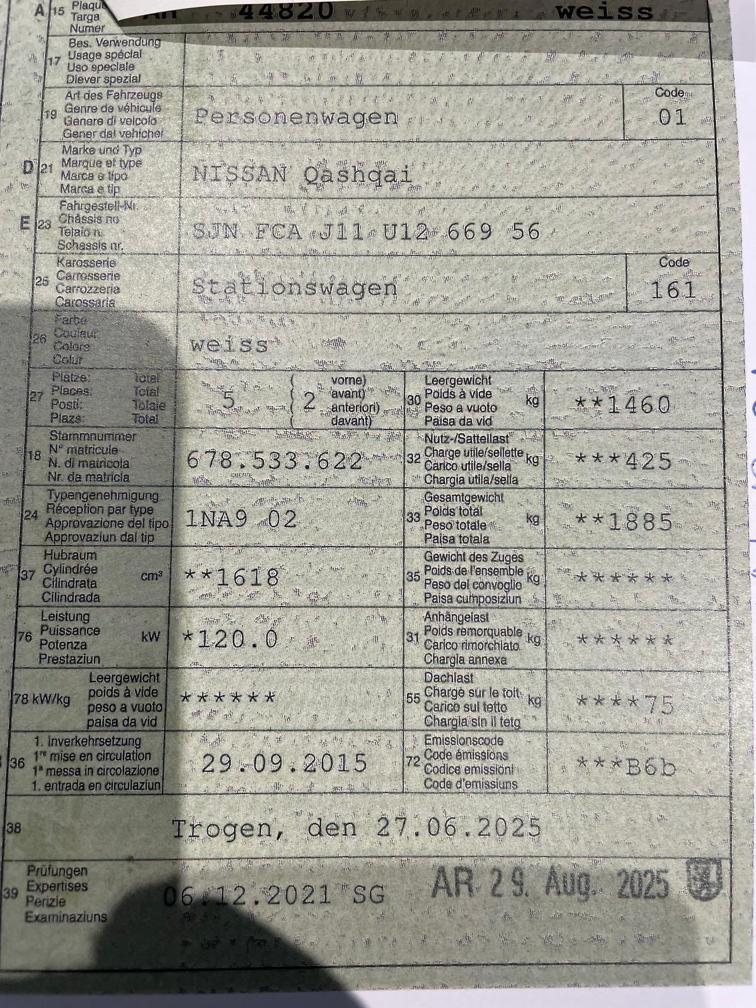 A 15 Plaque
Targa
Numer
44820 weiss
17 Bes. Verwendung
Usage spécial
Uso speciale
Diever spezial
19 Art des Fahrzeugs
Genre de véhicule
Genere di veicolo
Gener dal vehichel
Personenwagen
Code
01
D 21 Marke und Typ
Marque et type
Marca e tipo
Marca e tip
NISSAN Qashqai
E 23 Fahrgestell-Nr.
Châssis no
Telaio n.
Schassis nr.
SJN FCA J11 U12 669 56
25 Karosserie
Carrosserie
Carrozzeria
Carossaria
Stationswagen
Code
161
26 Farbe
Couleur
Colore
Colur
weiss
27 Plätze: Total
Places: Total
Posti: Totale
Plazs: Total
5 ( 2 vorne)
( avant)
( anteriori)
( davant)
30 Leergewicht
Poids à vide kg
Peso a vuoto
Paisa da vid
**1460
18 Stammnummer
N° matricule
N. di matricola
Nr. da matricla
678.533.622
32 Nutz-/Sattellast
Charge utile/sellette kg
Carico utile/sella
Chargia utila/sella
***425
24 Typengenehmigung
Réception par type
Approvazione del tipo
Approvaziun dal tip
1NA9 02
33 Gesamtgewicht
Poids total kg
Peso totale
Paisa totala
**1885
37 Hubraum
Cylindrée cm³
Cilindrata
Cilindrada
**1618
35 Gewicht des Zuges
Poids de l'ensemble kg
Peso del convoglio
Paisa cumposiziun
******
76 Leistung
Puissance kW
Potenza
Prestaziun
*120.0
31 Anhängelast
Poids remorquable kg
Carico rimorchiato
Chargia annexa
******
78 kW/kg Leergewicht
poids à vide
peso a vuoto
paisa da vid
******
55 Dachlast
Charge sur le toit kg
Carico sul tetto
Chargia sin il tetg
****75
36 1. Inverkehrsetzung
1re mise en circulation
1a messa in circolazione
1. entrada en circulaziun
29.09.2015
72 Emissionscode
Code émissions
Codice emissioni
Code d'emissiuns
***B6b
38 Trogen, den 27.06.2025
39 Prüfungen
Expertises
Perizie
Examinaziuns
06.12.2021 SG
AR 29. Aug. 2025